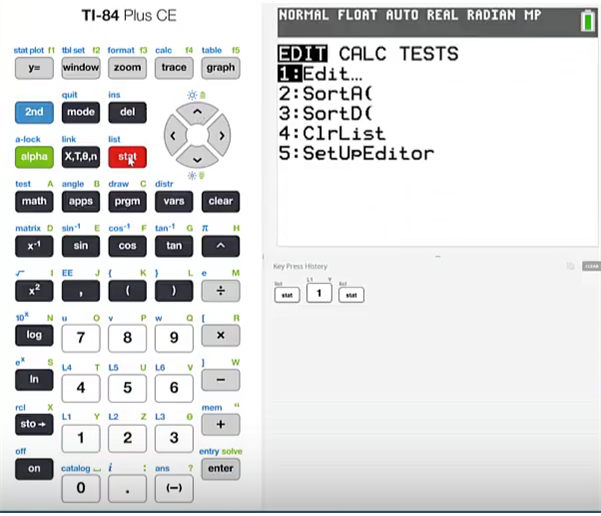 TI-84 Plus CE
stat plot f1 tbl set f2 format f3 calc f4 table f5
y= window zoom trace graph
quit ins
2nd mode del
a-lock link list
alpha X,T,θ,n stat
test A angle B draw C distr
math apps prgm vars clear
matrix D sin⁻¹ E cos⁻¹ F tan⁻¹ G π H
x⁻¹ sin cos tan ^
√ I EE J { K } L e M
x² , ( ) ÷
10ˣ N u O v P w Q [ R
log 7 8 9 ×
eˣ S L4 T L5 U L6 V ] W
ln 4 5 6 −
rcl X L1 Y L2 Z L3 θ mem "
sto→ 1 2 3 +
off catalog i : ans ? entry solve
on 0 . (−) enter
NORMAL FLOAT AUTO REAL RADIAN MP
EDIT CALC TESTS
1:Edit…
2:SortA(
3:SortD(
4:ClrList
5:SetUpEditor
Key Press History
list L1 Y list
stat 1 stat